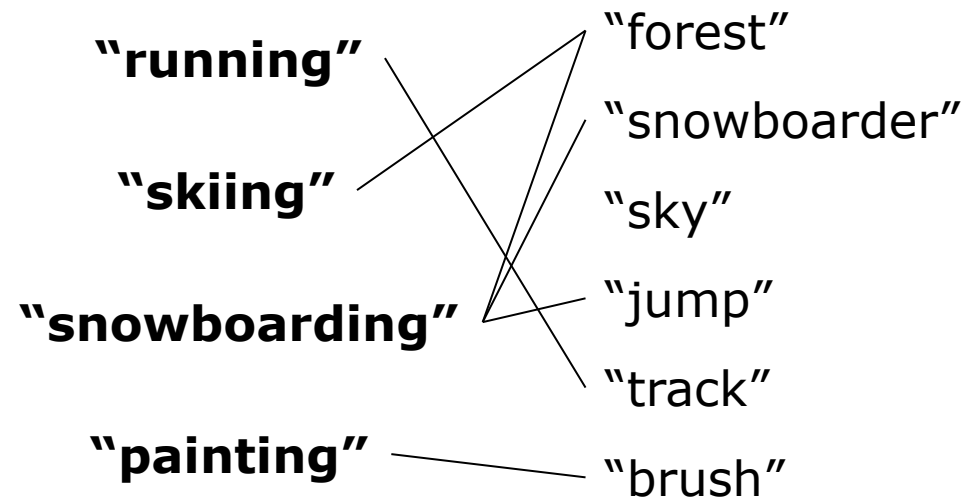 “running”
“skiing”
“snowboarding”
“painting”
“forest”
“snowboarder”
“sky”
“jump”
“track”
“brush”